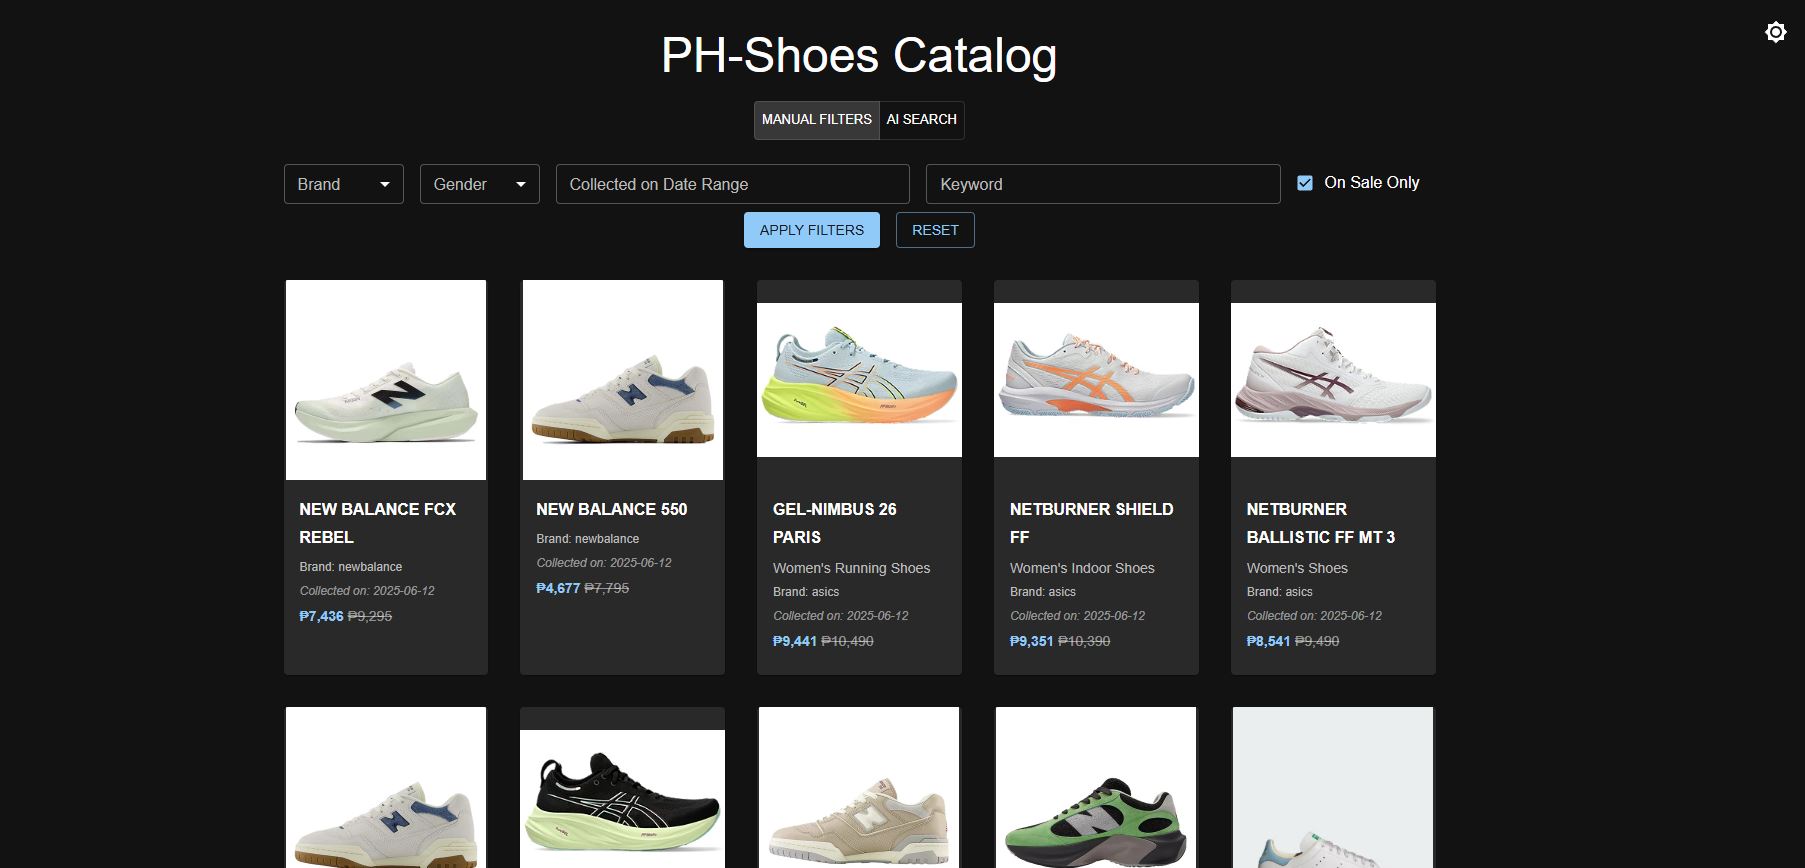 PH-Shoes Catalog
MANUAL FILTERS
AI SEARCH
Brand
Gender
Collected on Date Range
Keyword
On Sale Only
APPLY FILTERS
RESET
NEW BALANCE FCX
REBEL
Brand: newbalance
Collected on: 2025-06-12
₱7,436 ₱9,295
NEW BALANCE 550
Brand: newbalance
Collected on: 2025-06-12
₱4,677 ₱7,795
GEL-NIMBUS 26
PARIS
Women's Running Shoes
Brand: asics
Collected on: 2025-06-12
₱9,441 ₱10,490
NETBURNER SHIELD
FF
Women's Indoor Shoes
Brand: asics
Collected on: 2025-06-12
₱9,351 ₱10,390
NETBURNER
BALLISTIC FF MT 3
Women's Shoes
Brand: asics
Collected on: 2025-06-12
₱8,541 ₱9,490